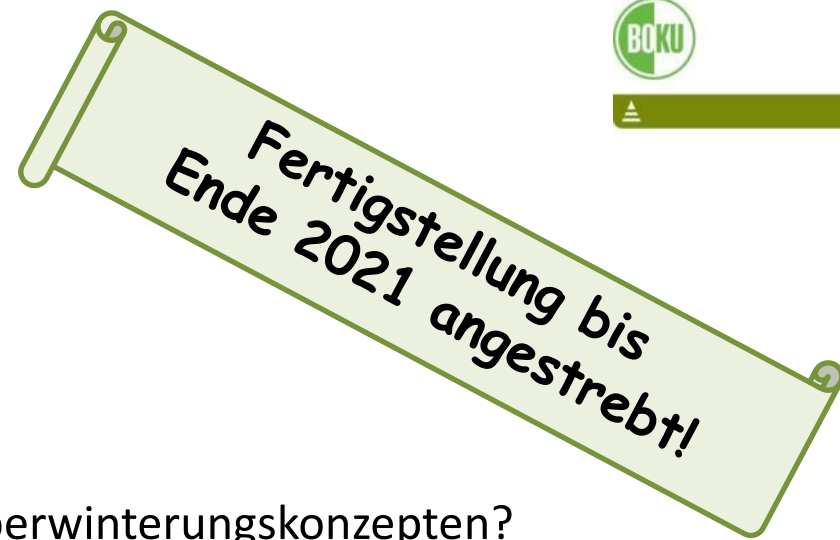 BOKU
Fertigstellung bis
Ende 2021 angestrebt!
berwinterungskonzepten?